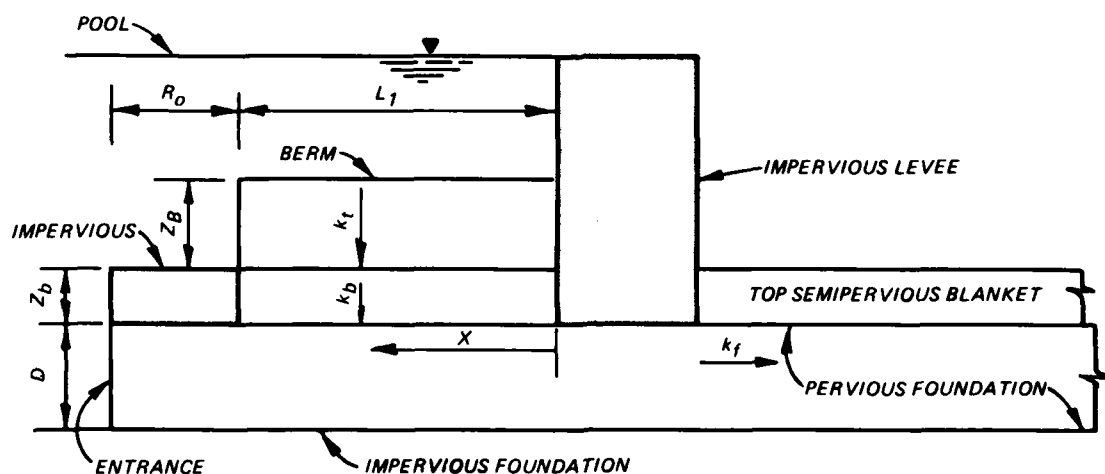 POOL
R₀
L₁
BERM
IMPERVIOUS LEVEE
Z_B
k_t
IMPERVIOUS
Z_b
k_b
TOP SEMIPERVIOUS BLANKET
X
k_f
D
PERVIOUS FOUNDATION
ENTRANCE
IMPERVIOUS FOUNDATION